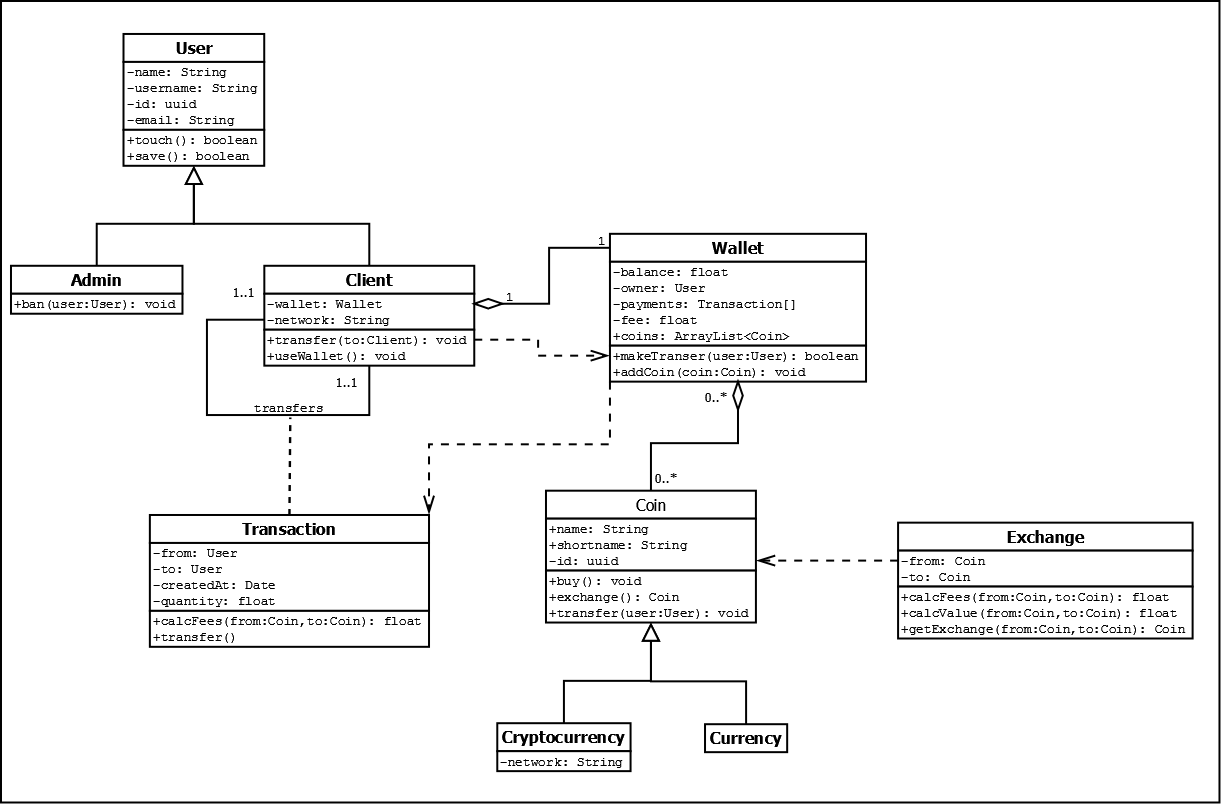 User
-name: String
-username: String
-id: uuid
-email: String
+touch(): boolean
+save(): boolean
Admin
+ban(user:User): void
1..1
Client
-wallet: Wallet
-network: String
+transfer(to:Client): void
+useWallet(): void
1..1
transfers
1
1
Wallet
-balance: float
-owner: User
-payments: Transaction[]
-fee: float
+coins: ArrayList<Coin>
+makeTranser(user:User): boolean
+addCoin(coin:Coin): void
0..*
0..*
Transaction
-from: User
-to: User
-createdAt: Date
-quantity: float
+calcFees(from:Coin,to:Coin): float
+transfer()
Coin
+name: String
+shortname: String
-id: uuid
+buy(): void
+exchange(): Coin
+transfer(user:User): void
Exchange
-from: Coin
-to: Coin
+calcFees(from:Coin,to:Coin): float
+calcValue(from:Coin,to:Coin): float
+getExchange(from:Coin,to:Coin): Coin
Cryptocurrency
-network: String
Currency